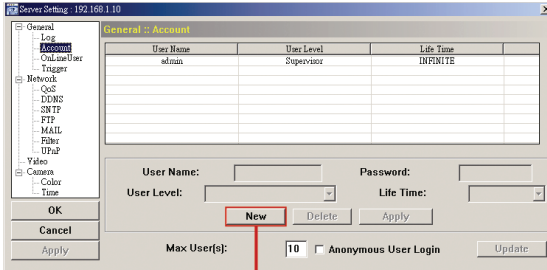 Server Setting : 192.168.1.10
General
Log
Account
OnLineUser
Trigger
Network
QoS
DDNS
SNTP
FTP
MAIL
Filter
UPnP
Video
Camera
Color
Time
OK
Cancel
Apply
General :: Account
User Name User Level Life Time
admin Supervisor INFINITE
User Name: Password:
User Level: Life Time:
New Delete Apply
Max User[s]: 10 Anonymous User Login Update